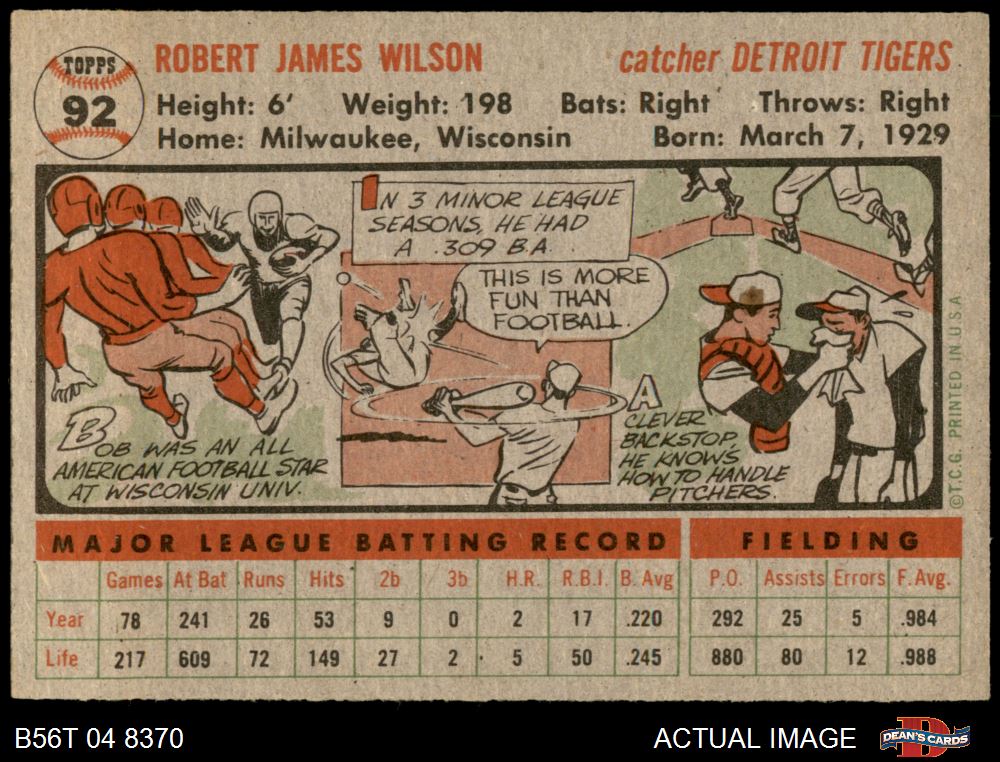 TOPPS
92
ROBERT JAMES WILSON
catcher DETROIT TIGERS
Height: 6' Weight: 198 Bats: Right Throws: Right
Home: Milwaukee, Wisconsin Born: March 7, 1929
BOB WAS AN ALL
AMERICAN FOOTBALL STAR
AT WISCONSIN UNIV.
IN 3 MINOR LEAGUE
SEASONS, HE HAD
A .309 B.A.
THIS IS MORE
FUN THAN
FOOTBALL.
A
CLEVER
BACKSTOP,
HE KNOWS
HOW TO HANDLE
PITCHERS.
©T.C.G. PRINTED IN U.S.A.
MAJOR LEAGUE BATTING RECORD FIELDING
Games At Bat Runs Hits 2b 3b H.R. R.B.I. B. Avg P.O. Assists Errors F. Avg.
Year 78 241 26 53 9 0 2 17 .220 292 25 5 .984
Life 217 609 72 149 27 2 5 50 .245 880 80 12 .988
B56T 04 8370
ACTUAL IMAGE
D
DEAN'S CARDS